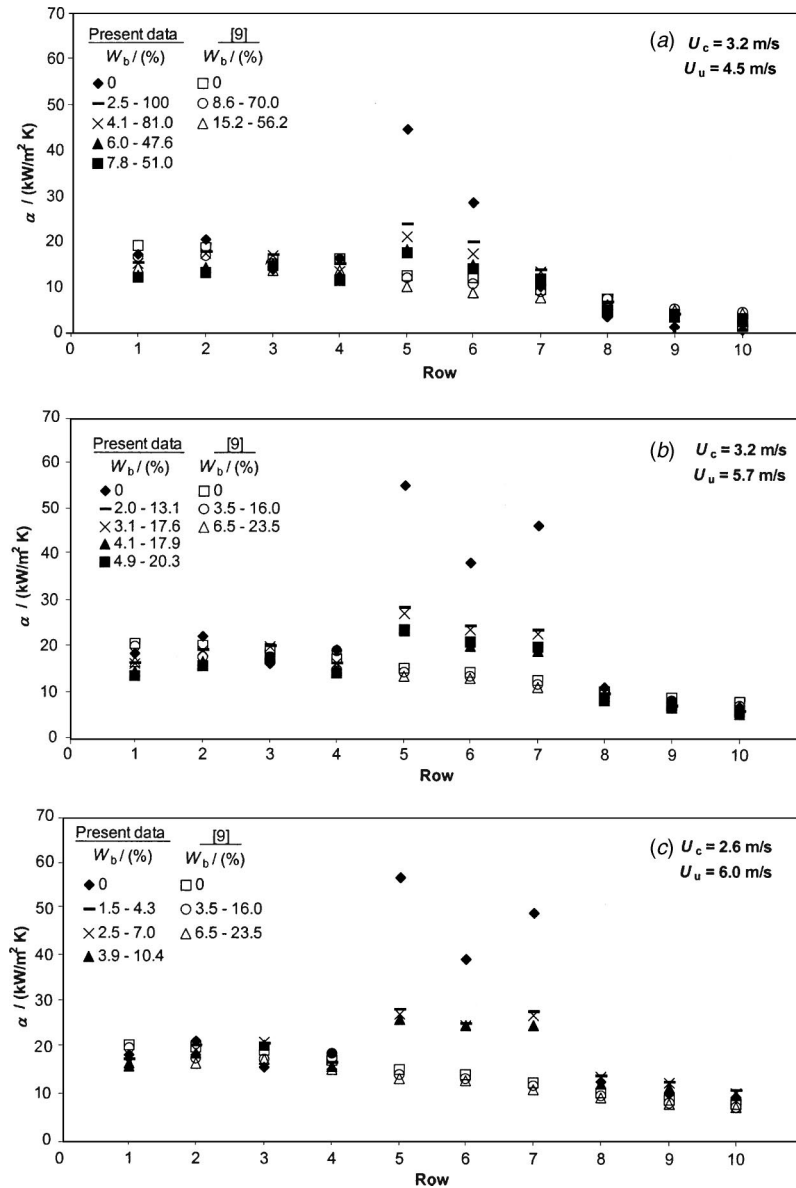 70
60
50
40
30
20
10
0
α / (kW/m² K)
Present data [9]
W_b / (%) W_b / (%)
0 0
2.5 - 100 8.6 - 70.0
4.1 - 81.0 15.2 - 56.2
6.0 - 47.6
7.8 - 51.0
(a) U_c = 3.2 m/s
U_u = 4.5 m/s
0 1 2 3 4 5 6 7 8 9 10
Row
70
60
50
40
30
20
10
0
α / (kW/m² K)
Present data [9]
W_b / (%) W_b / (%)
0 0
2.0 - 13.1 3.5 - 16.0
3.1 - 17.6 6.5 - 23.5
4.1 - 17.9
4.9 - 20.3
(b) U_c = 3.2 m/s
U_u = 5.7 m/s
0 1 2 3 4 5 6 7 8 9 10
Row
70
60
50
40
30
20
10
0
α / (kW/m² K)
Present data [9]
W_b / (%) W_b / (%)
0 0
1.5 - 4.3 3.5 - 16.0
2.5 - 7.0 6.5 - 23.5
3.9 - 10.4
(c) U_c = 2.6 m/s
U_u = 6.0 m/s
0 1 2 3 4 5 6 7 8 9 10
Row